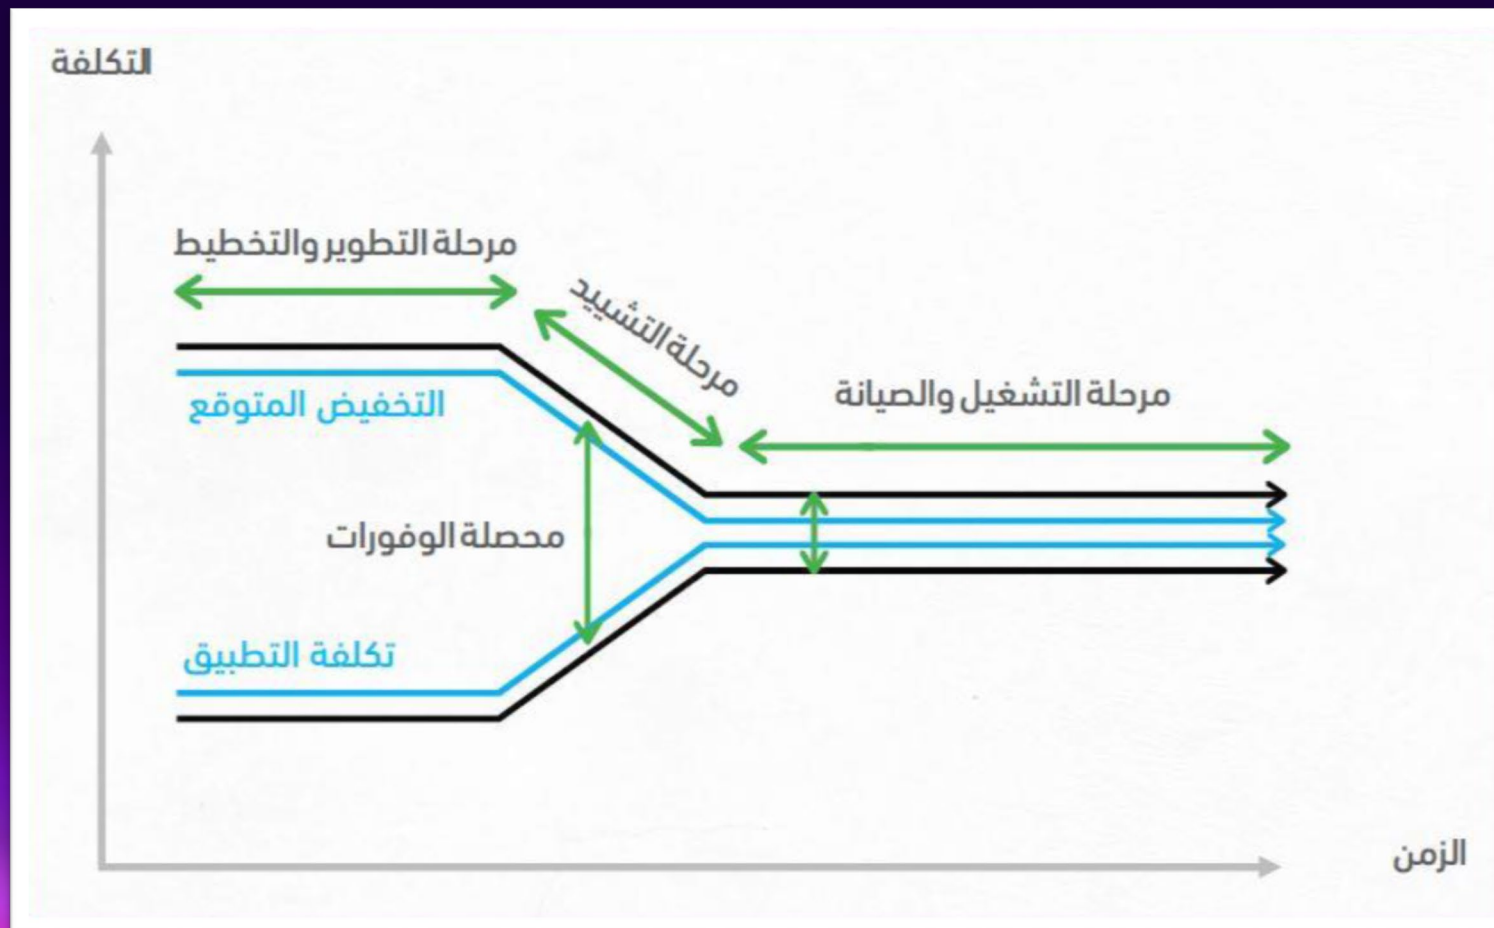 التكلفة
مرحلة التطوير والتخطيط
مرحلة التشييد
مرحلة التشغيل والصيانة
التخفيض المتوقع
محصلة الوفورات
تكلفة التطبيق
الزمن